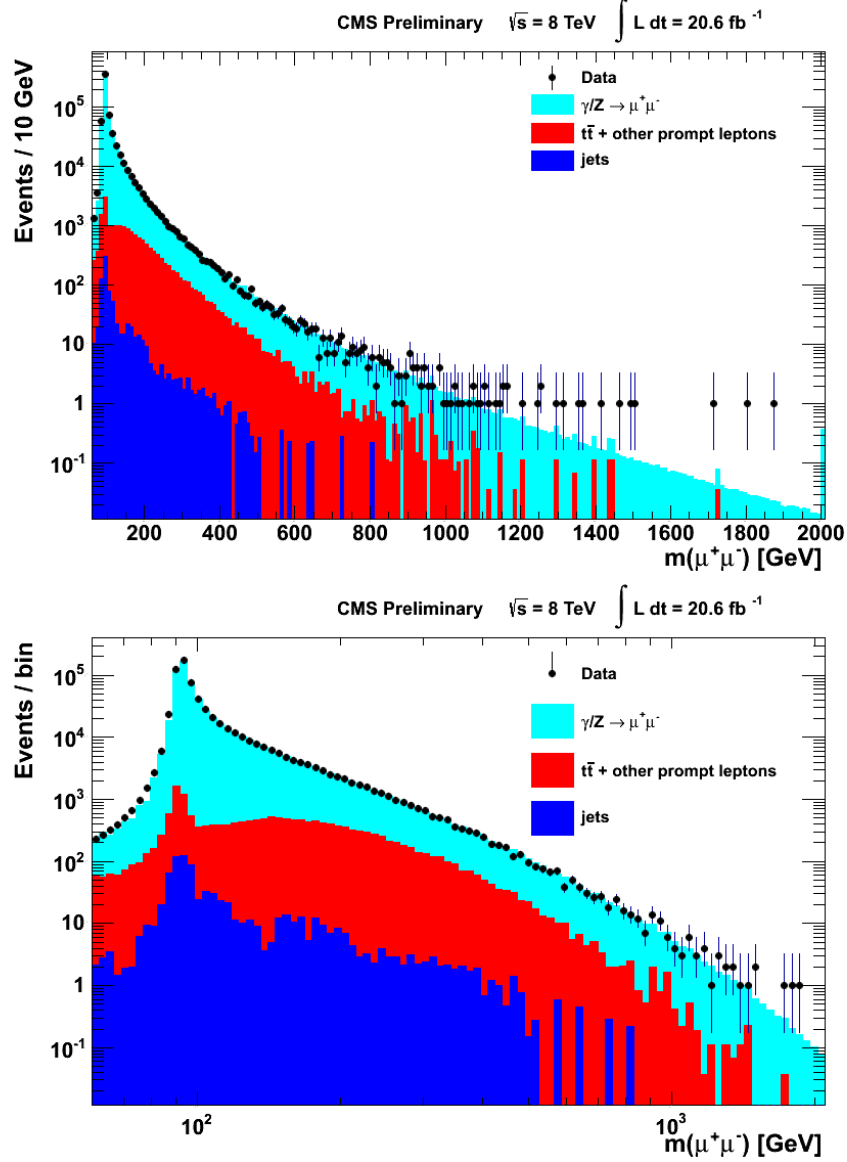 CMS Preliminary √s = 8 TeV ∫ L dt = 20.6 fb⁻¹
Events / 10 GeV
Data
γ/Z → μ⁺μ⁻
tt̄ + other prompt leptons
jets
10⁵
10⁴
10³
10²
10
1
10⁻¹
200 400 600 800 1000 1200 1400 1600 1800 2000
m(μ⁺μ⁻) [GeV]
CMS Preliminary √s = 8 TeV ∫ L dt = 20.6 fb⁻¹
Events / bin
Data
γ/Z → μ⁺μ⁻
tt̄ + other prompt leptons
jets
10⁵
10⁴
10³
10²
10
1
10⁻¹
10² 10³
m(μ⁺μ⁻) [GeV]